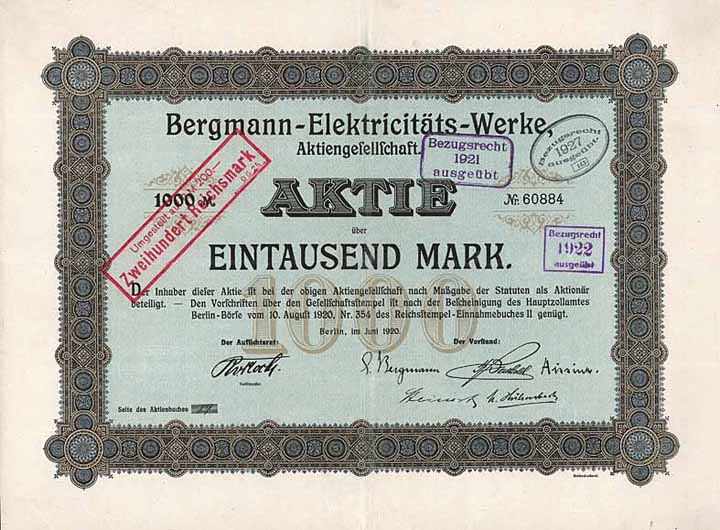 Bergmann-Elektricitäts-Werke,
Aktiengesellschaft.
Bezugsrecht
1921
ausgeübt
Bezugsrecht
1927
ausgeübt
Umgestellt auf RM 200.—
Zweihundert Reichsmark
1000 M
AKTIE
Nr. 60884
über
EINTAUSEND MARK.
Bezugsrecht
1922
ausgeübt
1000
Der Inhaber dieser Aktie ist bei der obigen Aktiengesellschaft nach Maßgabe der Statuten als Aktionär
beteiligt. — Den Vorschriften über den Gesellschaftsstempel ist nach der Bescheinigung des Hauptzollamtes
Berlin-Börse vom 10. August 1920, Nr. 354 des Reichsstempel-Einnahmebuches II genügt.
Berlin, im Juni 1920.
Der Aufsichtsrat:
Der Vorstand:
S. Bergmann
Seite des Aktienbuches